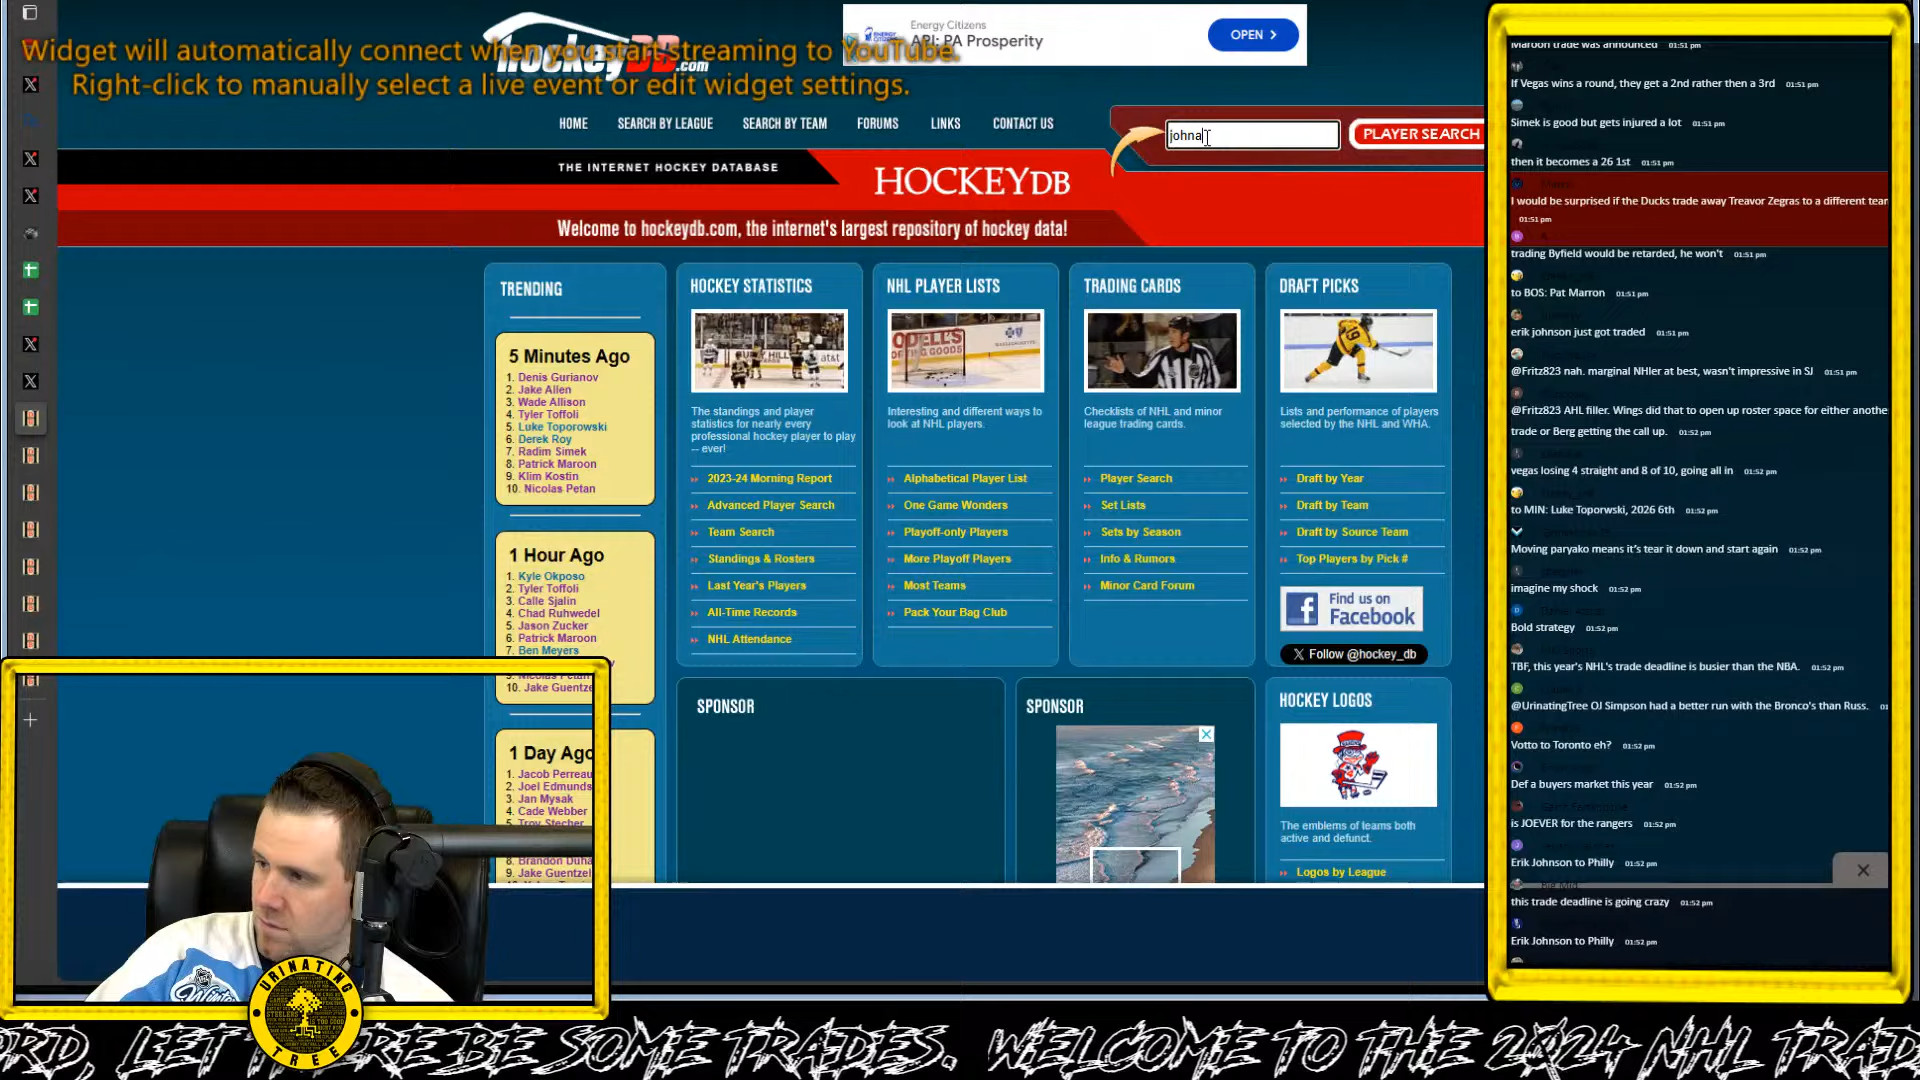 Widget will automatically connect when you start streaming to YouTube.
Right-click to manually select a live event or edit widget settings.
hockeyDB.com
Energy Citizens
API: PA Prosperity
OPEN >
HOME
SEARCH BY LEAGUE
SEARCH BY TEAM
FORUMS
LINKS
CONTACT US
johna
PLAYER SEARCH
THE INTERNET HOCKEY DATABASE
HOCKEYDB
Welcome to hockeydb.com, the internet's largest repository of hockey data!
TRENDING
5 Minutes Ago
1. Denis Gurianov
2. Jake Allen
3. Wade Allison
4. Tyler Toffoli
5. Luke Toporowski
6. Derek Roy
7. Radim Simek
8. Patrick Maroon
9. Klim Kostin
10. Nicolas Petan
1 Hour Ago
1. Kyle Okposo
2. Tyler Toffoli
3. Calle Sjalin
4. Chad Ruhwedel
5. Jason Zucker
6. Patrick Maroon
7. Ben Meyers
10. Jake Guentze
1 Day Ago
1. Jacob Perreau
2. Joel Edmunds
3. Jan Mysak
4. Cade Webber
5. Troy Stecher
8. Brandon Duha
9. Jake Guentzel
HOCKEY STATISTICS
The standings and player
statistics for nearly every
professional hockey player to play
-- ever!
2023-24 Morning Report
Advanced Player Search
Team Search
Standings & Rosters
Last Year's Players
All-Time Records
NHL Attendance
NHL PLAYER LISTS
Interesting and different ways to
look at NHL players.
Alphabetical Player List
One Game Wonders
Playoff-only Players
More Playoff Players
Most Teams
Pack Your Bag Club
TRADING CARDS
Checklists of NHL and minor
league trading cards.
Player Search
Set Lists
Sets by Season
Info & Rumors
Minor Card Forum
DRAFT PICKS
Lists and performance of players
selected by the NHL and WHA.
Draft by Year
Draft by Team
Draft by Source Team
Top Players by Pick #
Find us on
Facebook
X Follow @hockey_db
SPONSOR
SPONSOR
HOCKEY LOGOS
The emblems of teams both
active and defunct.
Logos by League
Maroon trade was announced 01:51 pm
If Vegas wins a round, they get a 2nd rather then a 3rd 01:51 pm
Simek is good but gets injured a lot 01:51 pm
then it becomes a 26 1st 01:51 pm
I would be surprised if the Ducks trade away Treavor Zegras to a different tean
01:51 pm
trading Byfield would be retarded, he won't 01:51 pm
to BOS: Pat Marron 01:51 pm
erik johnson just got traded 01:51 pm
@Fritz823 nah. marginal NHler at best, wasn't impressive in SJ 01:51 pm
@Fritz823 AHL filler. Wings did that to open up roster space for either anothe
trade or Berg getting the call up. 01:52 pm
vegas losing 4 straight and 8 of 10, going all in 01:52 pm
to MIN: Luke Toporwski, 2026 6th 01:52 pm
Moving paryako means it's tear it down and start again 01:52 pm
imagine my shock 01:52 pm
Bold strategy 01:52 pm
TBF, this year's NHL's trade deadline is busier than the NBA. 01:52 pm
@UrinatingTree OJ Simpson had a better run with the Bronco's than Russ. 01
Votto to Toronto eh? 01:52 pm
Def a buyers market this year 01:52 pm
is JOEVER for the rangers 01:52 pm
Erik Johnson to Philly 01:52 pm
this trade deadline is going crazy 01:52 pm
Erik Johnson to Philly 01:52 pm
URINATING
TREE
ORD, LET THERE BE SOME TRADES. WELCOME TO THE 2024 NHL TRAD